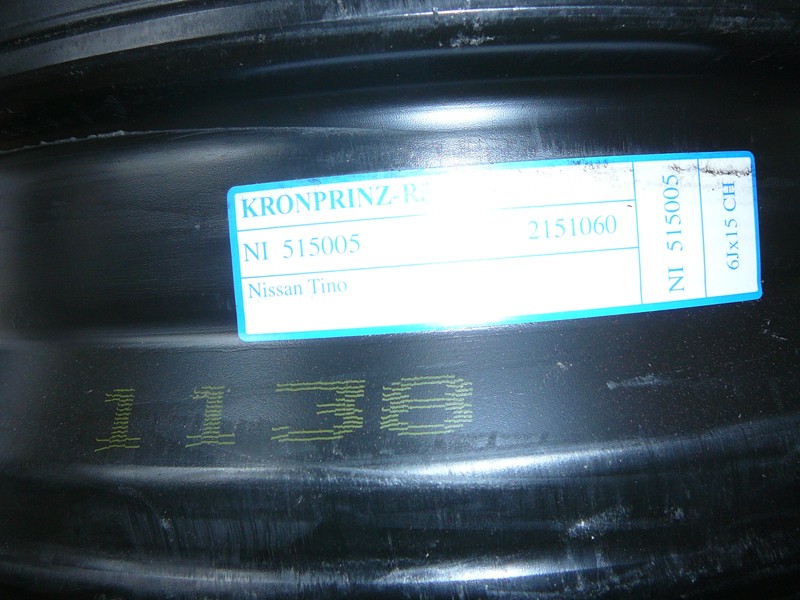 KRONPRINZ-R
NI 515005 2151060
Nissan Tino
NI 515005
6Jx15 CH
1138